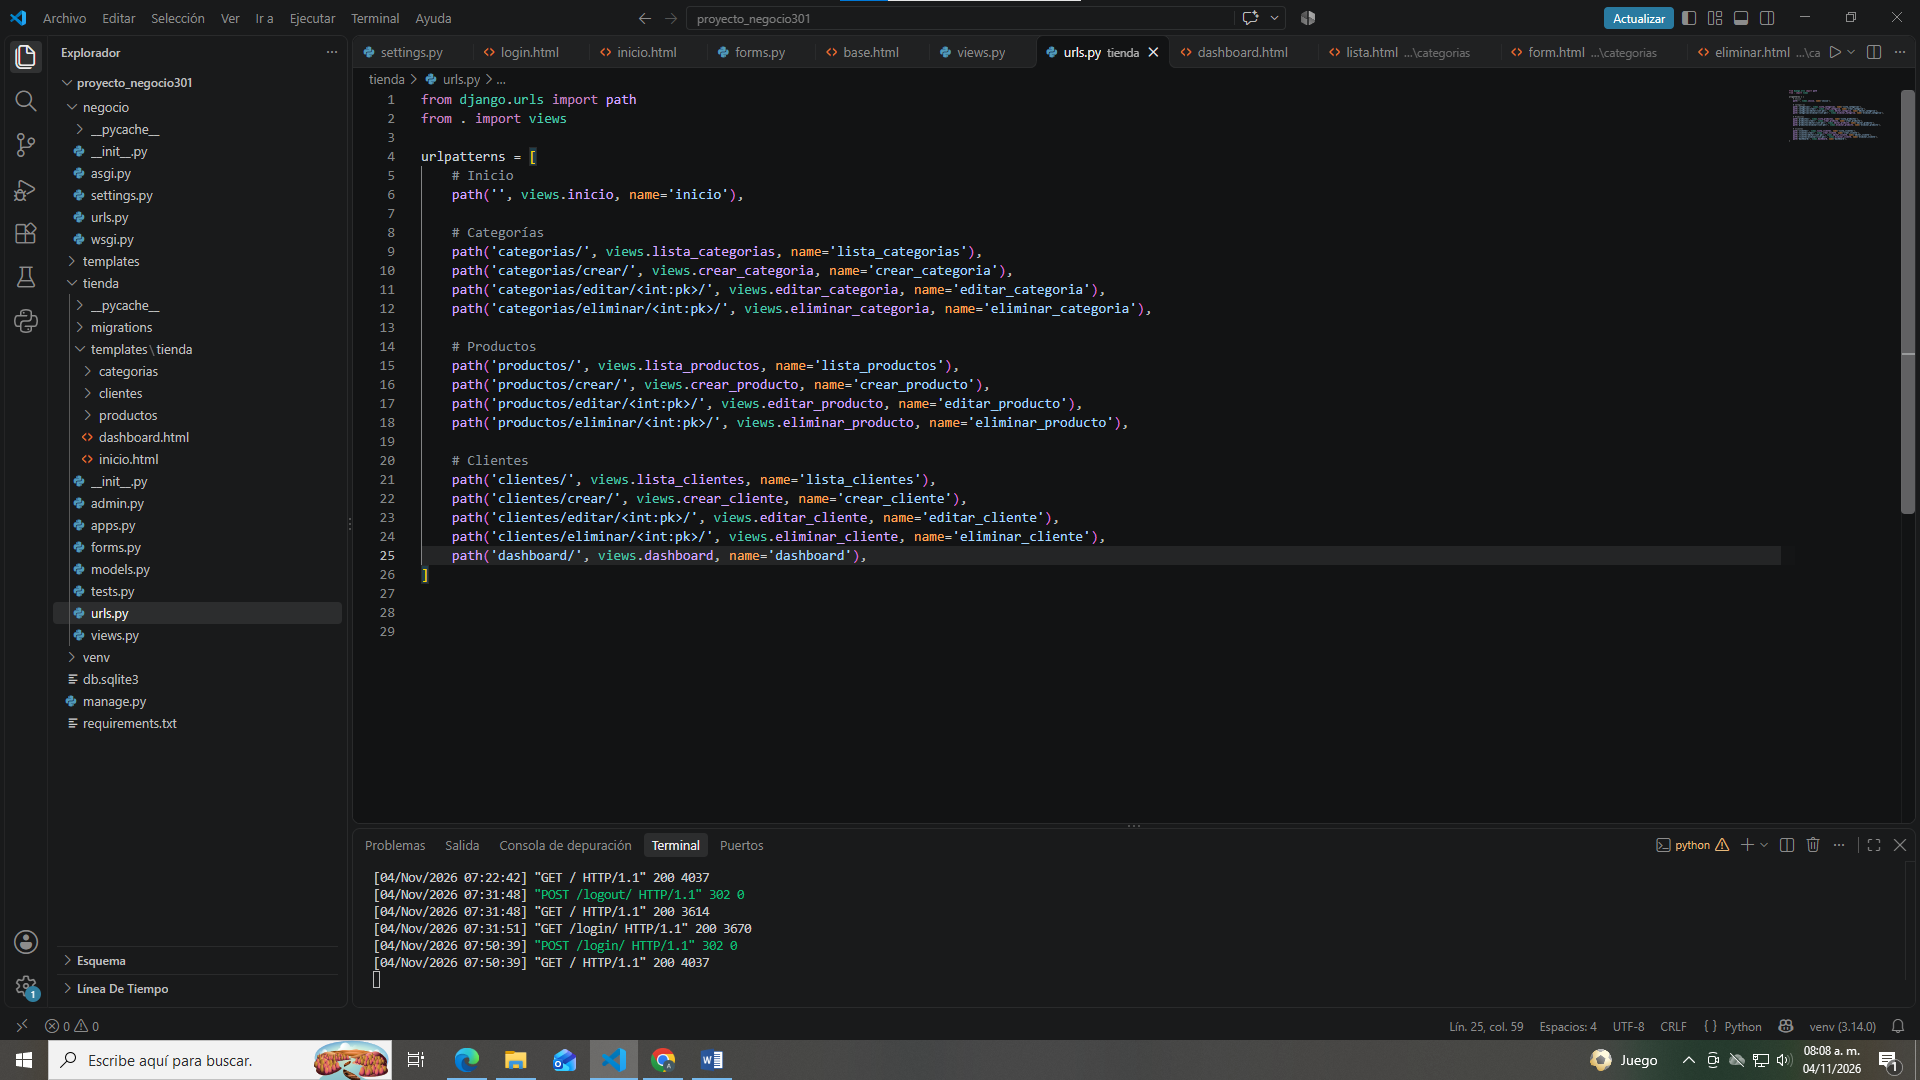 Archivo Editar Selección Ver Ir a Ejecutar Terminal Ayuda
proyecto_negocio301
Actualizar
Explorador
settings.py login.html inicio.html forms.py base.html views.py urls.py tienda dashboard.html lista.html ...\categorias form.html ...\categorias eliminar.html ...\ca
tienda > urls.py > ...
proyecto_negocio301
negocio
__pycache__
__init__.py
asgi.py
settings.py
urls.py
wsgi.py
templates
tienda
__pycache__
migrations
templates\tienda
categorias
clientes
productos
dashboard.html
inicio.html
__init__.py
admin.py
apps.py
forms.py
models.py
tests.py
urls.py
views.py
venv
db.sqlite3
manage.py
requirements.txt
Esquema
Línea De Tiempo
1 from django.urls import path
2 from . import views
3
4 urlpatterns = [
5 # Inicio
6 path('', views.inicio, name='inicio'),
7
8 # Categorías
9 path('categorias/', views.lista_categorias, name='lista_categorias'),
10 path('categorias/crear/', views.crear_categoria, name='crear_categoria'),
11 path('categorias/editar/<int:pk>/', views.editar_categoria, name='editar_categoria'),
12 path('categorias/eliminar/<int:pk>/', views.eliminar_categoria, name='eliminar_categoria'),
13
14 # Productos
15 path('productos/', views.lista_productos, name='lista_productos'),
16 path('productos/crear/', views.crear_producto, name='crear_producto'),
17 path('productos/editar/<int:pk>/', views.editar_producto, name='editar_producto'),
18 path('productos/eliminar/<int:pk>/', views.eliminar_producto, name='eliminar_producto'),
19
20 # Clientes
21 path('clientes/', views.lista_clientes, name='lista_clientes'),
22 path('clientes/crear/', views.crear_cliente, name='crear_cliente'),
23 path('clientes/editar/<int:pk>/', views.editar_cliente, name='editar_cliente'),
24 path('clientes/eliminar/<int:pk>/', views.eliminar_cliente, name='eliminar_cliente'),
25 path('dashboard/', views.dashboard, name='dashboard'),
26 ]
27
28
29
Problemas Salida Consola de depuración Terminal Puertos
python
[04/Nov/2026 07:22:42] "GET / HTTP/1.1" 200 4037
[04/Nov/2026 07:31:48] "POST /logout/ HTTP/1.1" 302 0
[04/Nov/2026 07:31:48] "GET / HTTP/1.1" 200 3614
[04/Nov/2026 07:31:51] "GET /login/ HTTP/1.1" 200 3670
[04/Nov/2026 07:50:39] "POST /login/ HTTP/1.1" 302 0
[04/Nov/2026 07:50:39] "GET / HTTP/1.1" 200 4037
1
0 0
Lín. 25, col. 59 Espacios: 4 UTF-8 CRLF { } Python venv (3.14.0)
Escribe aquí para buscar.
Juego
08:08 a. m.
04/11/2026
1